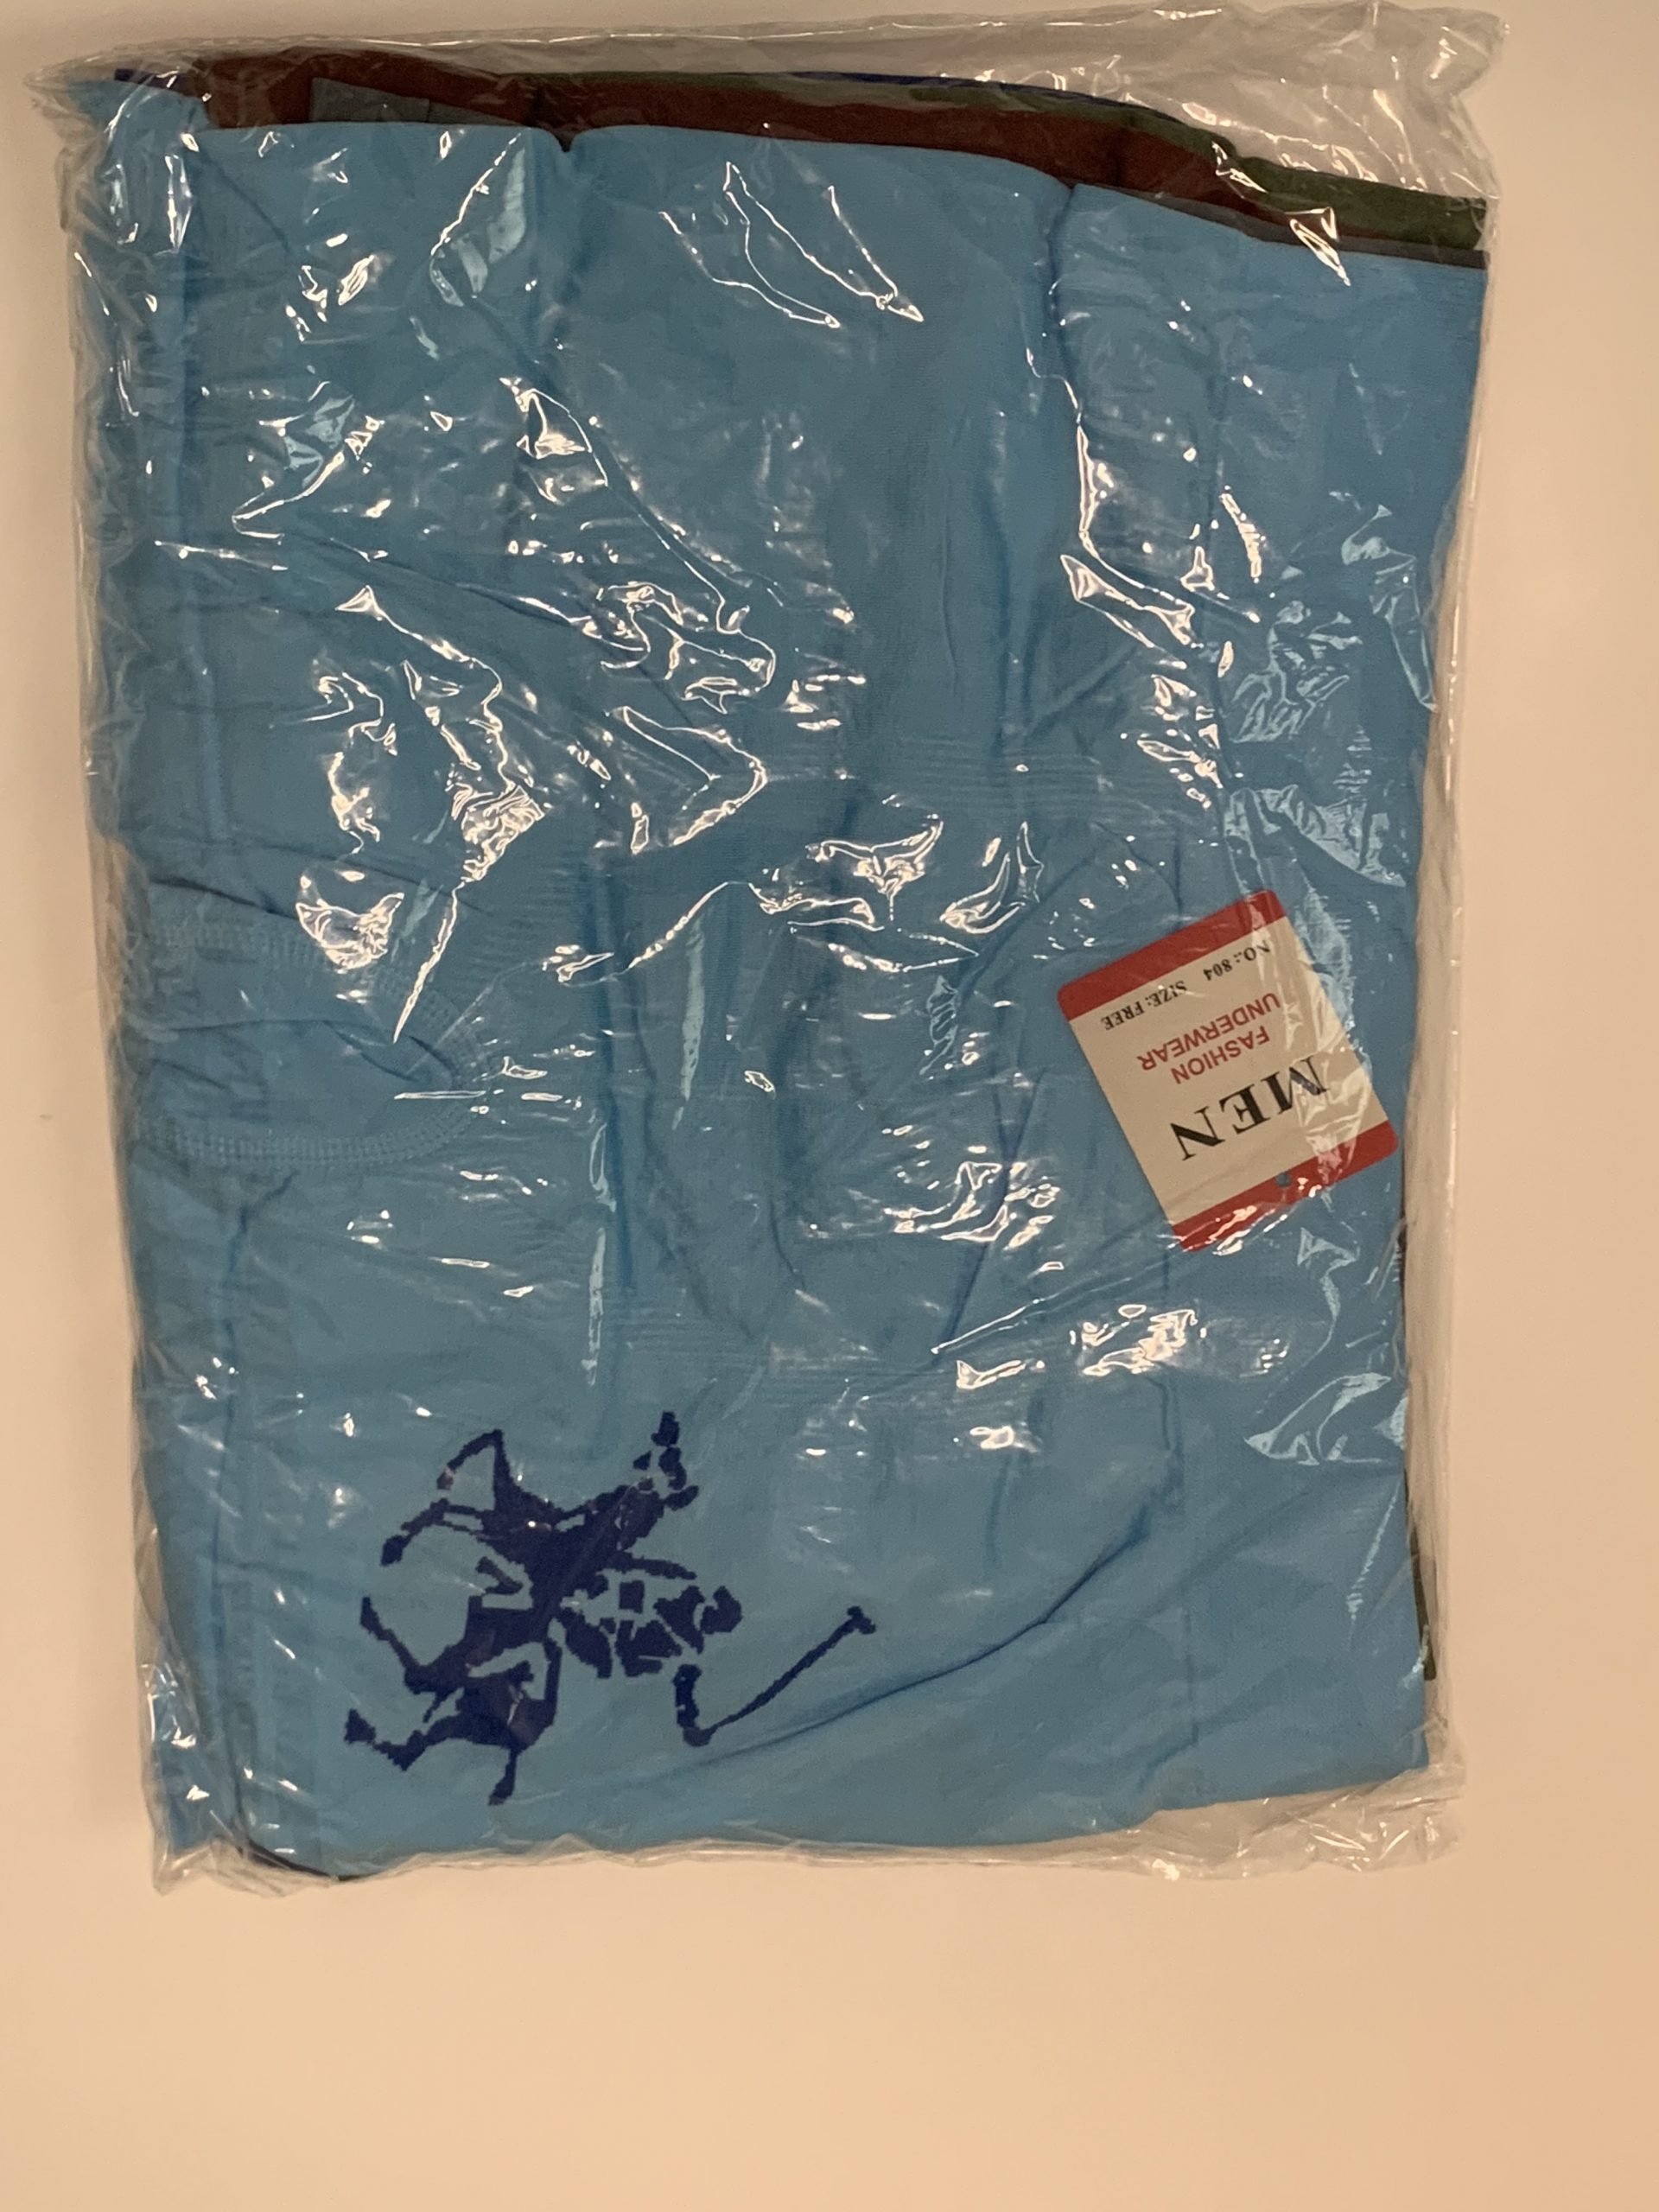 MEN
FASHION
UNDERWEAR
NO.: 804 SIZE: FREE